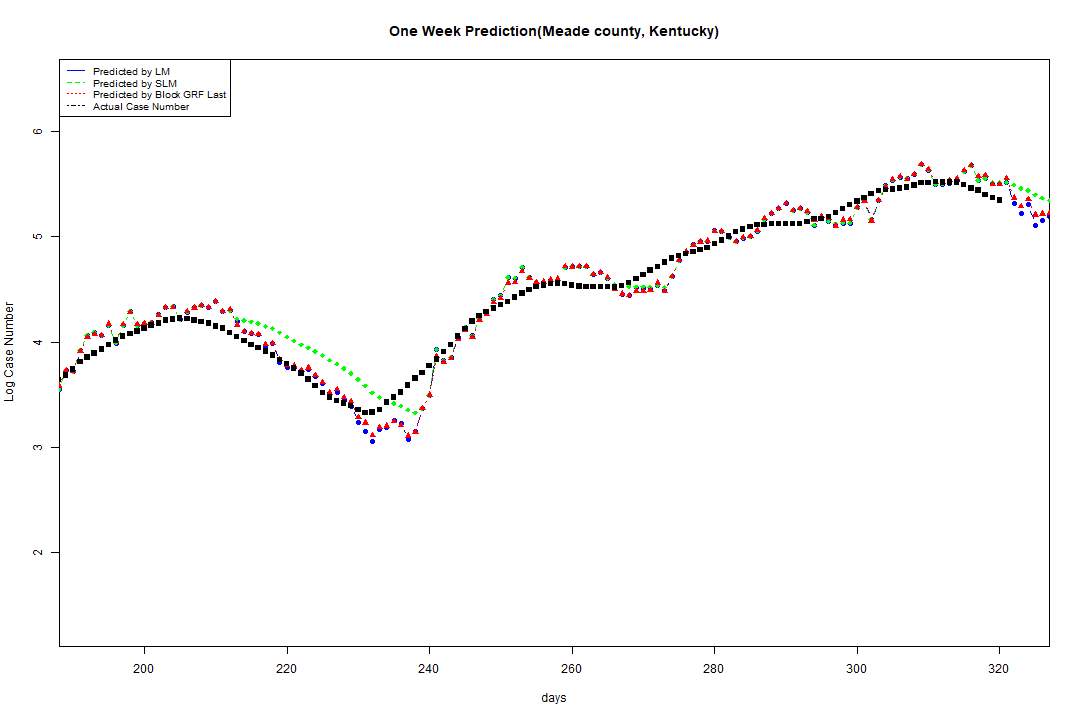 One Week Prediction(Meade county, Kentucky)
Predicted by LM
Predicted by SLM
Predicted by Block GRF Last
Actual Case Number
6
5
4
3
2
Log Case Number
200 220 240 260 280 300 320
days